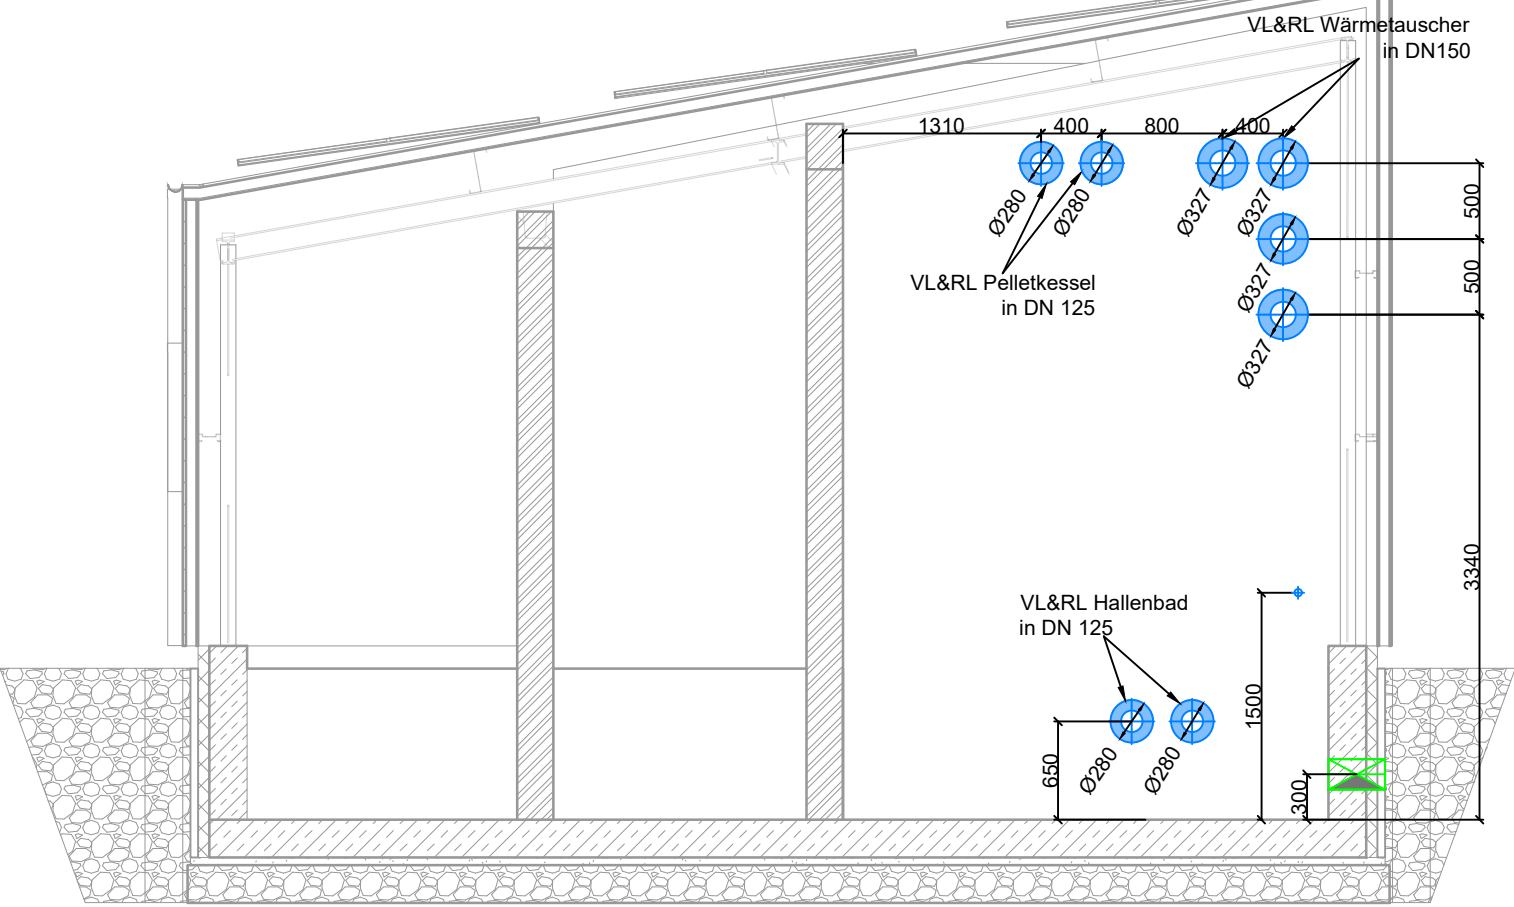 VL&RL Wärmetauscher
in DN150
1310
400
800
400
Ø280
Ø280
Ø327
Ø327
500
Ø327
500
VL&RL Pelletkessel
in DN 125
Ø327
3340
VL&RL Hallenbad
in DN 125
1500
650
Ø280
Ø280
300